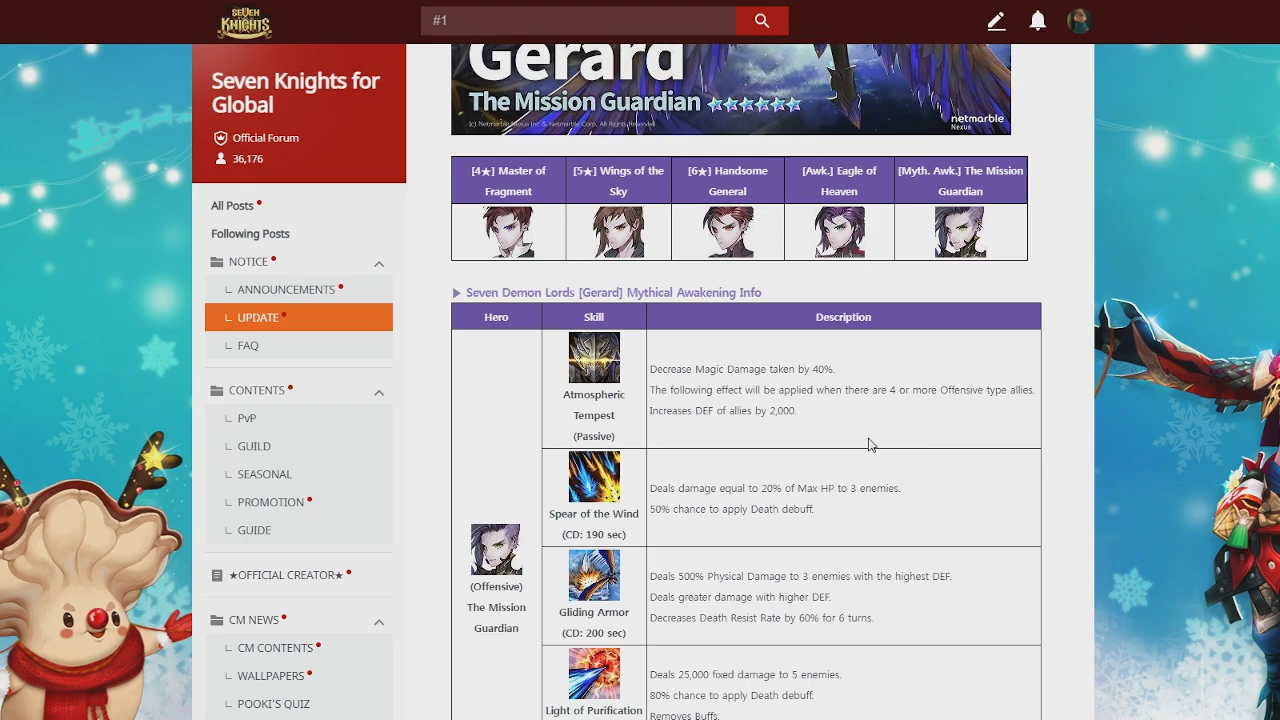 SEVEN
KNIGHTS
#1
Seven Knights for
Global
Official Forum
36,176
All Posts
Following Posts
NOTICE
ANNOUNCEMENTS
UPDATE
FAQ
CONTENTS
PvP
GUILD
SEASONAL
PROMOTION
GUIDE
★OFFICIAL CREATOR★
CM NEWS
CM CONTENTS
WALLPAPERS
POOKI'S QUIZ
Gerard
The Mission Guardian ★★★★★★
(c) Netmarble Nexus Inc & Netmarble Corp. All Rights Reserved
netmarble
Nexus
[4★] Master of
Fragment
[5★] Wings of the
Sky
[6★] Handsome
General
[Awk.] Eagle of
Heaven
[Myth. Awk.] The Mission
Guardian
▶ Seven Demon Lords [Gerard] Mythical Awakening Info
Hero
Skill
Description
(Offensive)
The Mission
Guardian
Atmospheric
Tempest
(Passive)
Decrease Magic Damage taken by 40%.
The following effect will be applied when there are 4 or more Offensive type allies.
Increases DEF of allies by 2,000.
Spear of the Wind
(CD: 190 sec)
Deals damage equal to 20% of Max HP to 3 enemies.
50% chance to apply Death debuff.
Gliding Armor
(CD: 200 sec)
Deals 500% Physical Damage to 3 enemies with the highest DEF.
Deals greater damage with higher DEF.
Decreases Death Resist Rate by 60% for 6 turns.
Light of Purification
Deals 25,000 fixed damage to 5 enemies.
80% chance to apply Death debuff.
Removes Buffs.